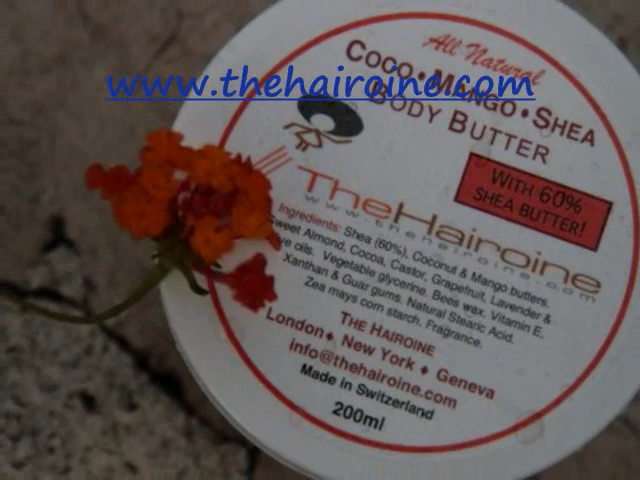 www.thehairoine.com
All Natural
COCO • MANGO • SHEA
BODY BUTTER
WITH 60%
SHEA BUTTER!
TheHairoine
www.thehairoine.com
Ingredients: Shea (60%), Coconut & Mango butters.
Sweet Almond, Cocoa, Castor, Grapefruit, Lavender &
oils. Vegetable glycerine. Bees wax. Vitamin E,
Xanthan & Guar gums. Natural Stearic Acid.
Zea mays corn starch. Fragrance.
THE HAIROINE
London • New York • Geneva
info@thehairoine.com
Made in Switzerland
200ml